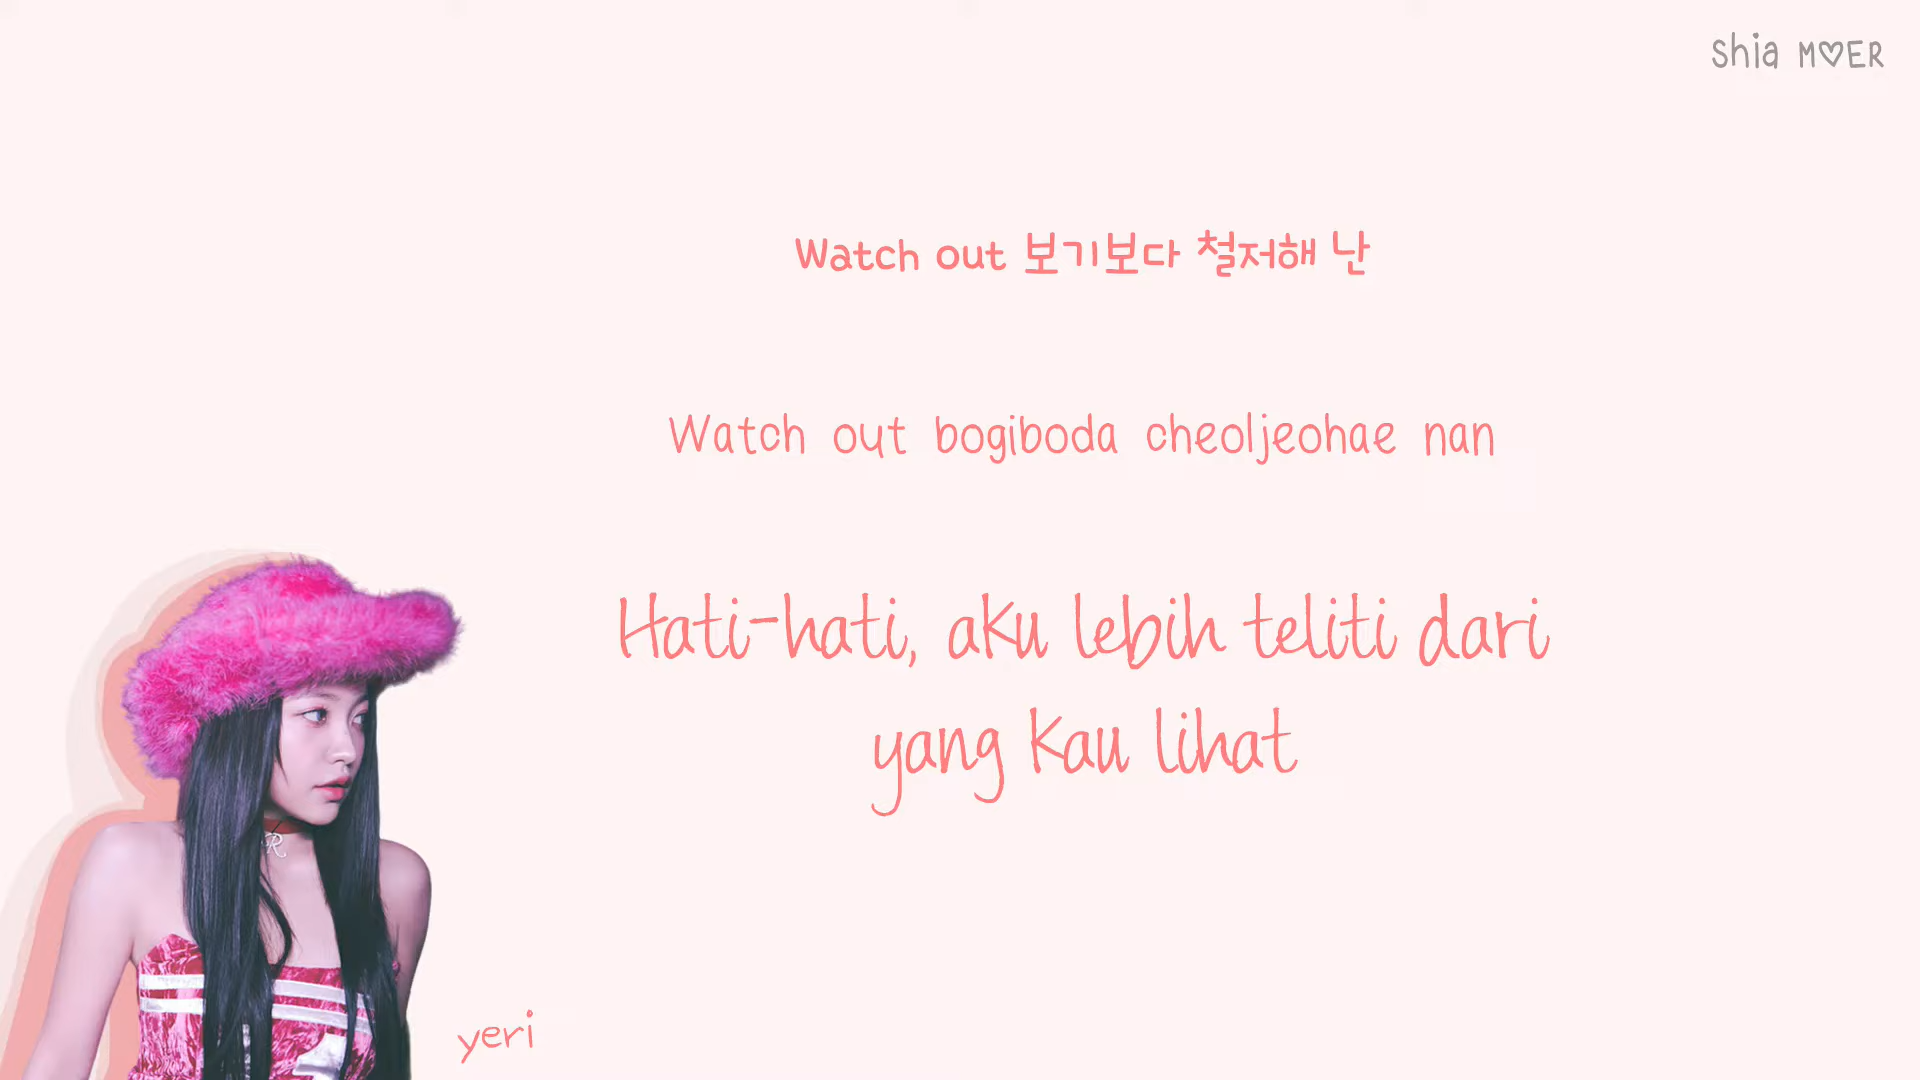 Shia M♡ER
Watch out 보기보다 철저해 난
Watch out bogiboda cheoljeohae nan
Hati-hati, aku lebih teliti dari
yang kau lihat
R
yeri